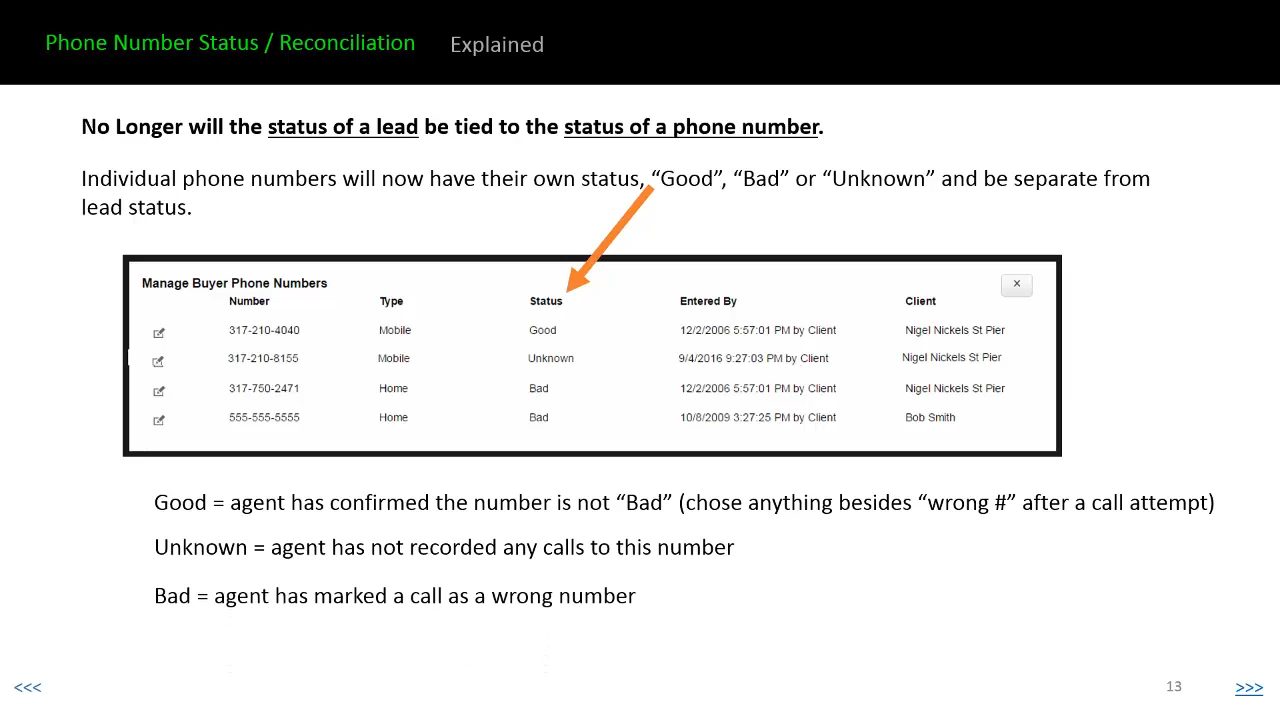 Phone Number Status / Reconciliation Explained
No Longer will the status of a lead be tied to the status of a phone number.
Individual phone numbers will now have their own status, “Good”, “Bad” or “Unknown” and be separate from
lead status.
Manage Buyer Phone Numbers ×
Number Type Status Entered By Client
317-210-4040 Mobile Good 12/2/2006 5:57:01 PM by Client Nigel Nickels St Pier
317-210-8155 Mobile Unknown 9/4/2016 9:27:03 PM by Client Nigel Nickels St Pier
317-750-2471 Home Bad 12/2/2006 5:57:01 PM by Client Nigel Nickels St Pier
555-555-5555 Home Bad 10/8/2009 3:27:25 PM by Client Bob Smith
Good = agent has confirmed the number is not “Bad” (chose anything besides “wrong #” after a call attempt)
Unknown = agent has not recorded any calls to this number
Bad = agent has marked a call as a wrong number
<<< 13 >>>